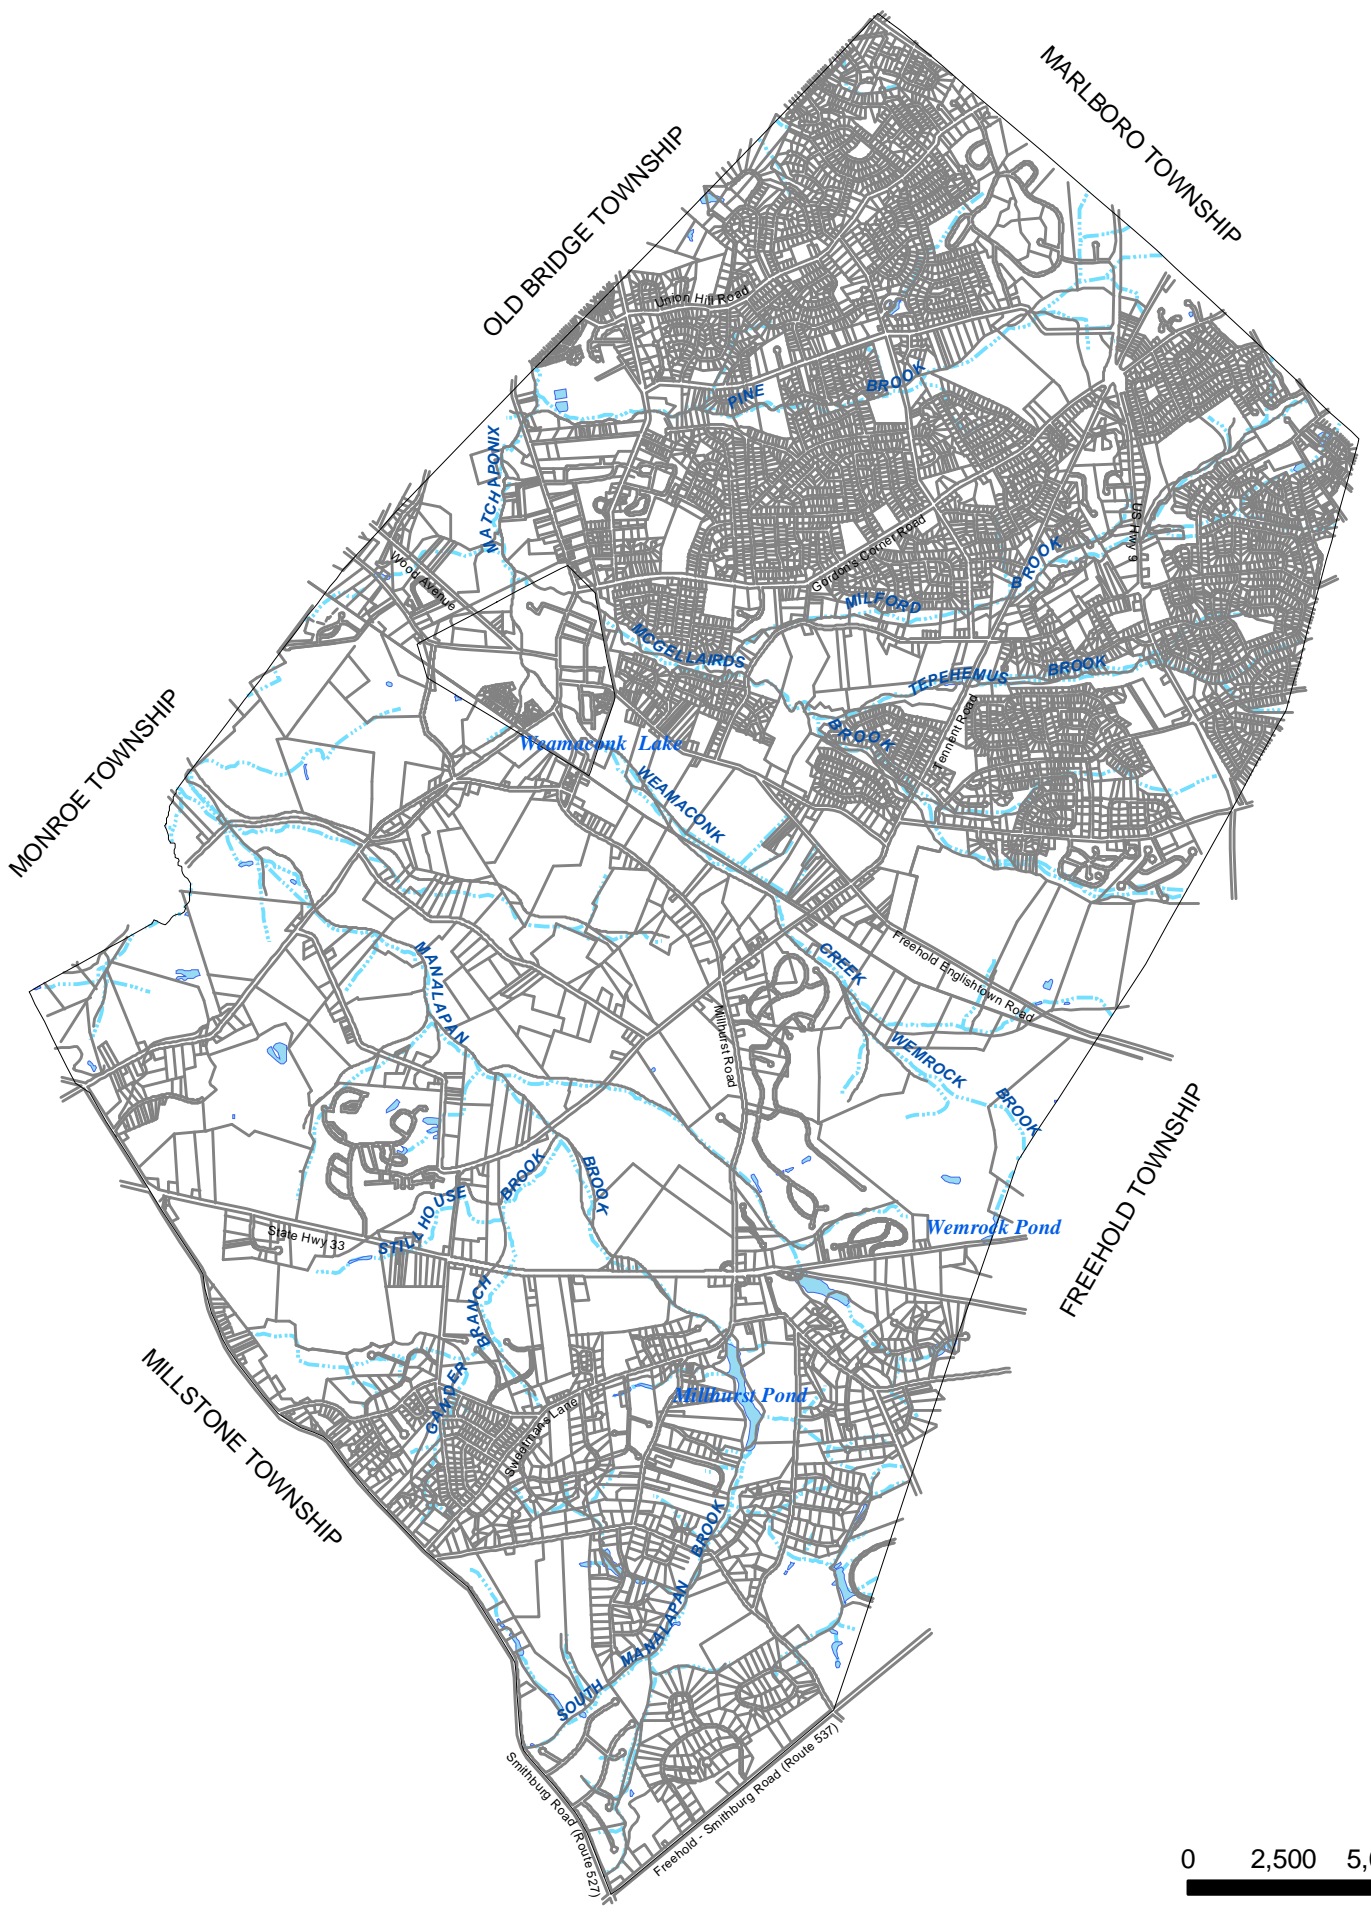 MARLBORO TOWNSHIP
OLD BRIDGE TOWNSHIP
Union Hill Road
PINE
BROOK
MATCHAPONIX
US Hwy 9
Gordon's Corner Road
BROOK
Wood Avenue
MILFORD
MCGELLAIRDS
BROOK
TEPEHEMUS
BROOK
Tennent Road
Weamaconk Lake
WEAMACONK
MONROE TOWNSHIP
CREEK
Freehold Englishtown Road
MANALAPAN
Millhurst Road
WEMROCK
BROOK
FREEHOLD TOWNSHIP
BROOK
BROOK
STILLHOUSE
Wemrock Pond
State Hwy 33
BRANCH
GANDER
MILLSTONE TOWNSHIP
Millhurst Pond
Sweetmans Lane
BROOK
MANALAPAN
SOUTH
Smithburg Road (Route 527)
Freehold - Smithburg Road (Route 537)
0 2,500